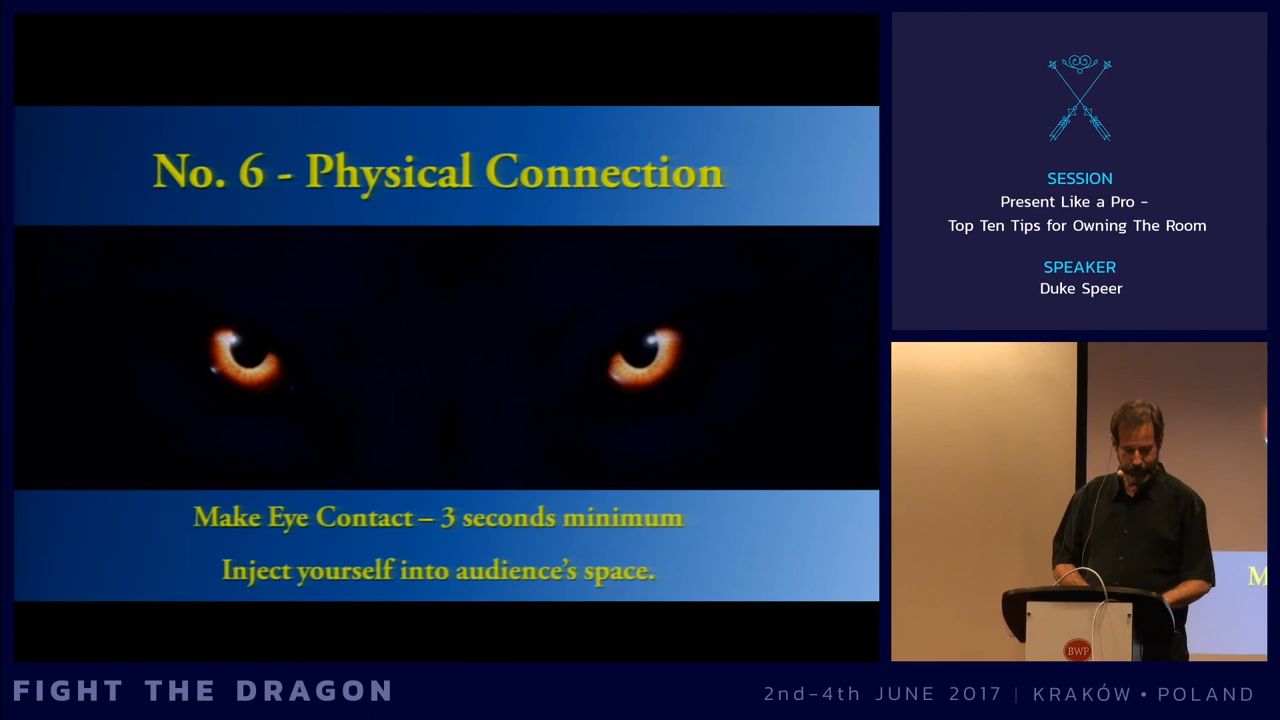 No. 6 - Physical Connection
Make Eye Contact – 3 seconds minimum
Inject yourself into audience's space.
SESSION
Present Like a Pro -
Top Ten Tips for Owning The Room
SPEAKER
Duke Speer
M
BWP
FIGHT THE DRAGON
2nd-4th JUNE 2017 | KRAKÓW • POLAND